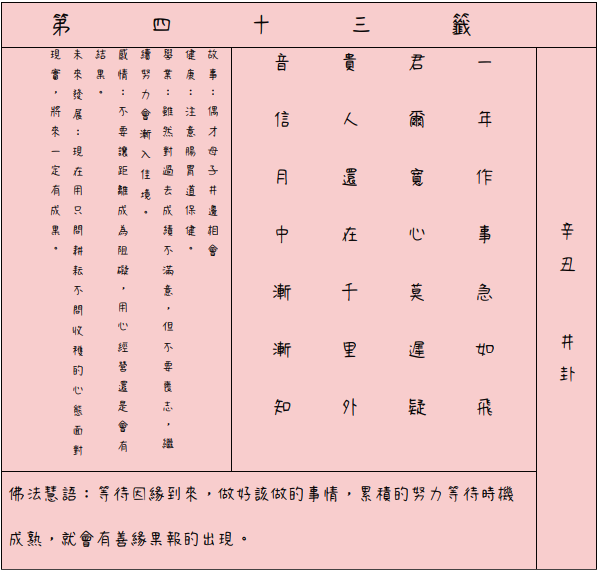 第四十三籤
辛丑 井卦
一年作事急如飛
君爾寬心莫遲疑
貴人還在千里外
音信月中漸漸知
故事：偶才母子井邊相會
健康：注意腸胃道保健。
學業：雖然對過去成績不滿意，但不要喪志，繼
續努力會漸入佳境。
感情：不要讓距離成為阻礙，用心經營還是會有
結果。
未來發展：現在用只問耕耘不問收穫的心態面對
現實，將來一定有成果。
佛法慧語：等待因緣到來，做好該做的事情，累積的努力等待時機
成熟，就會有善緣果報的出現。